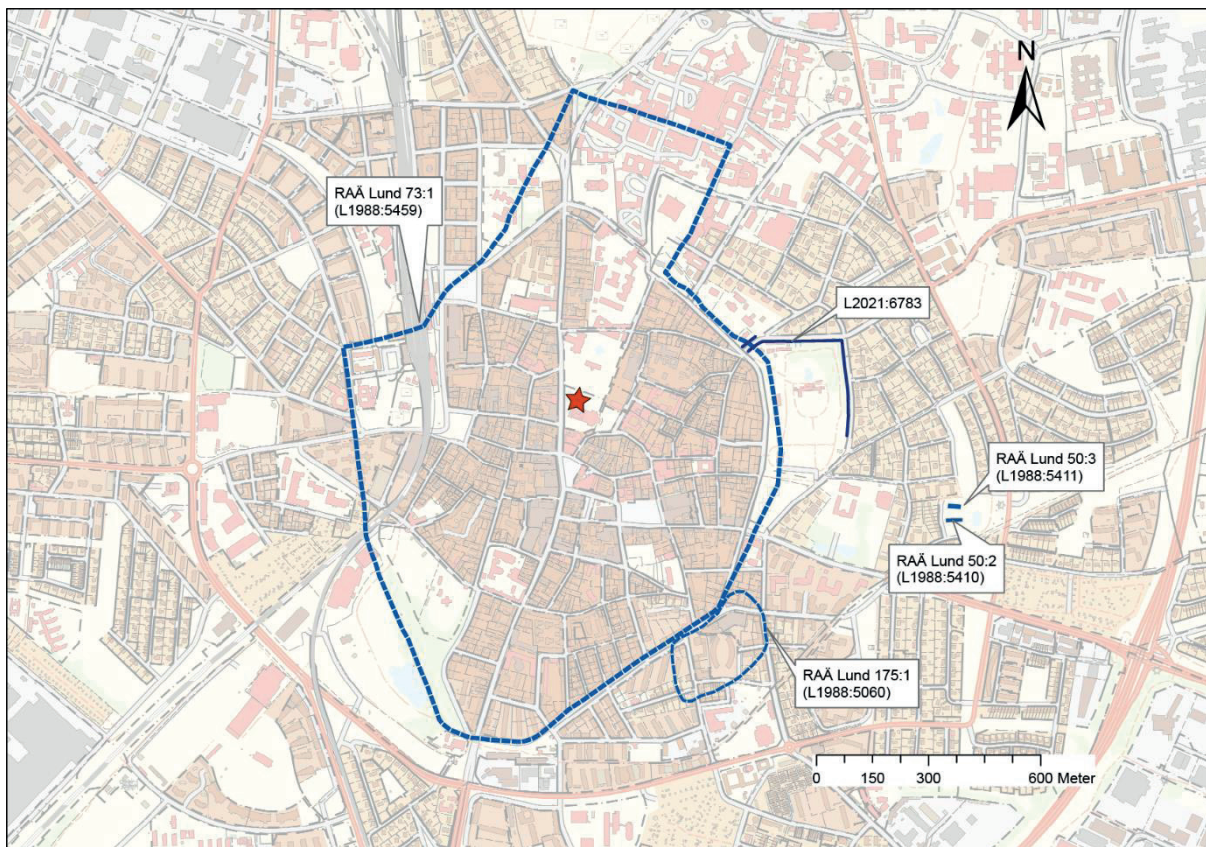 N
RAÄ Lund 73:1
(L1988:5459)
L2021:6783
RAÄ Lund 50:3
(L1988:5411)
RAÄ Lund 50:2
(L1988:5410)
RAÄ Lund 175:1
(L1988:5060)
0 150 300 600 Meter